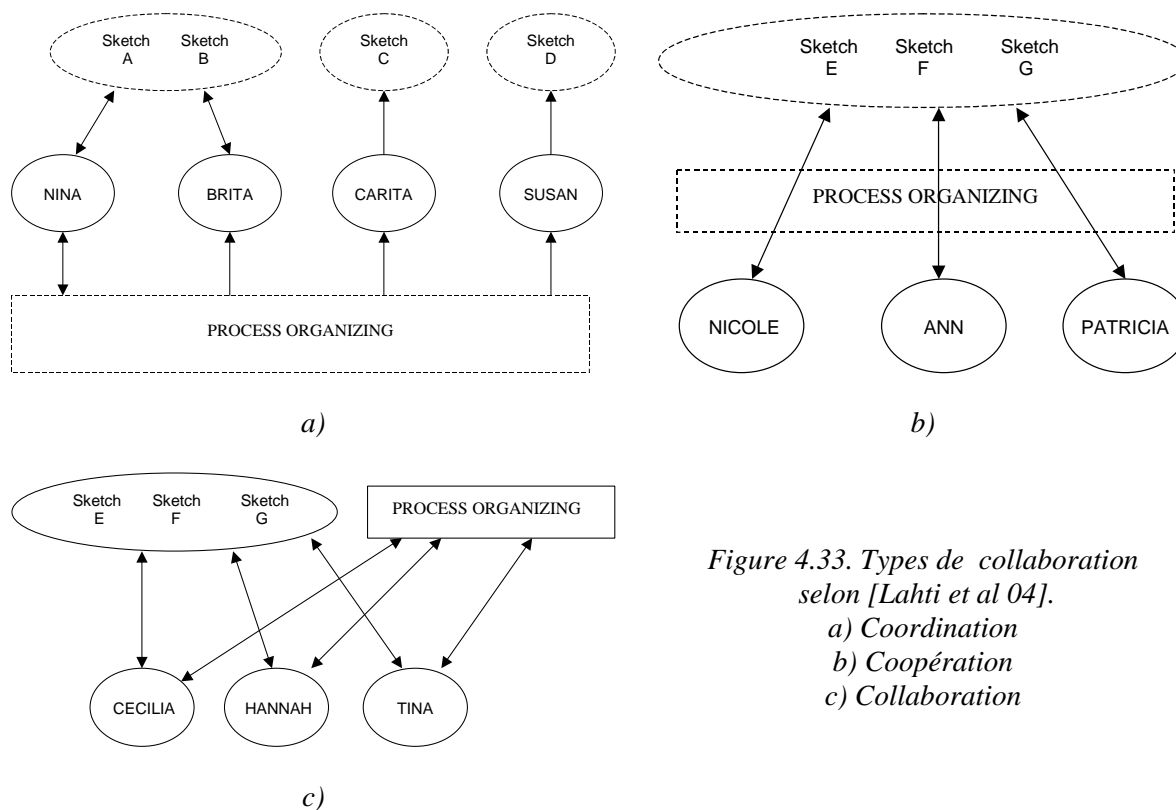 Sketch A
Sketch B
Sketch C
Sketch D
NINA
BRITA
CARITA
SUSAN
PROCESS ORGANIZING
a)
Sketch E
Sketch F
Sketch G
PROCESS ORGANIZING
NICOLE
ANN
PATRICIA
b)
Sketch E
Sketch F
Sketch G
PROCESS ORGANIZING
CECILIA
HANNAH
TINA
c)
Figure 4.33. Types de collaboration
selon [Lahti et al 04].
a) Coordination
b) Coopération
c) Collaboration